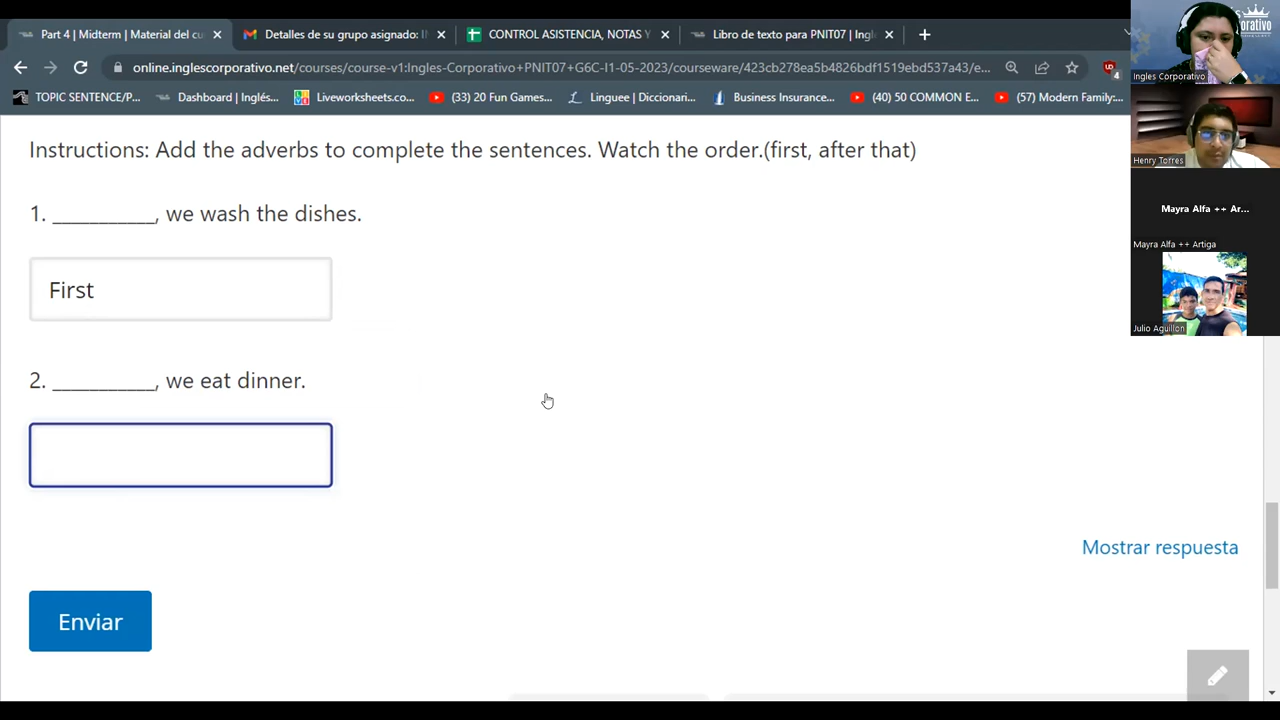 Part 4 | Midterm | Material del cu
Detalles de su grupo asignado: I
CONTROL ASISTENCIA, NOTAS Y
Libro de texto para PNIT07 | Ingl
online.inglescorporativo.net/courses/course-v1:Ingles-Corporativo+PNIT07+G6C-I1-05-2023/courseware/423cb278ea5b4826bdf1519ebd537a43/e...
TOPIC SENTENCE/P...
Dashboard | Inglés...
Liveworksheets.co...
(33) 20 Fun Games...
Linguee | Diccionari...
Business Insurance...
(40) 50 COMMON E...
(57) Modern Family:...
Instructions: Add the adverbs to complete the sentences. Watch the order.(first, after that)
1. ___________, we wash the dishes.
First
2. ___________, we eat dinner.
Mostrar respuesta
Enviar
Ingles Corporativo
Henry Torres
Mayra Alfa ++ Ar...
Mayra Alfa ++ Artiga
Julio Aguillon